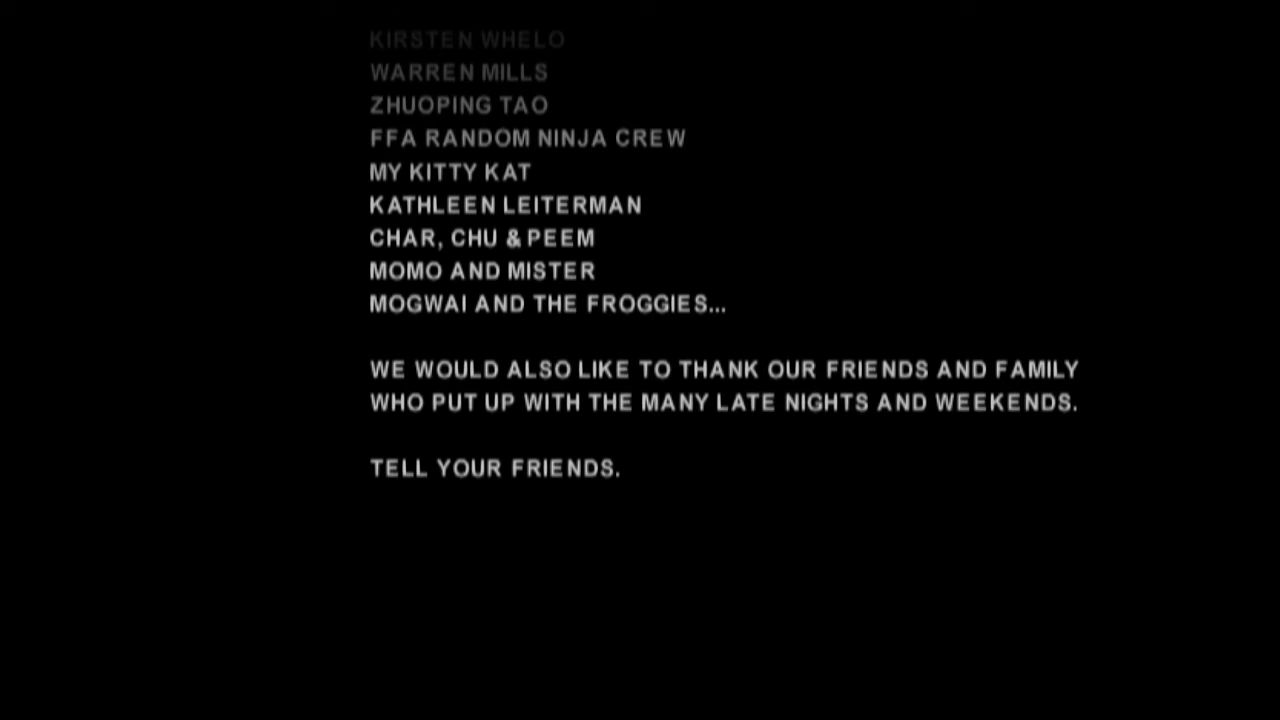 KIRSTEN WHELO
WARREN MILLS
ZHUOPING TAO
FFA RANDOM NINJA CREW
MY KITTY KAT
KATHLEEN LEITERMAN
CHAR, CHU & PEEM
MOMO AND MISTER
MOGWAI AND THE FROGGIES...
WE WOULD ALSO LIKE TO THANK OUR FRIENDS AND FAMILY
WHO PUT UP WITH THE MANY LATE NIGHTS AND WEEKENDS.
TELL YOUR FRIENDS.